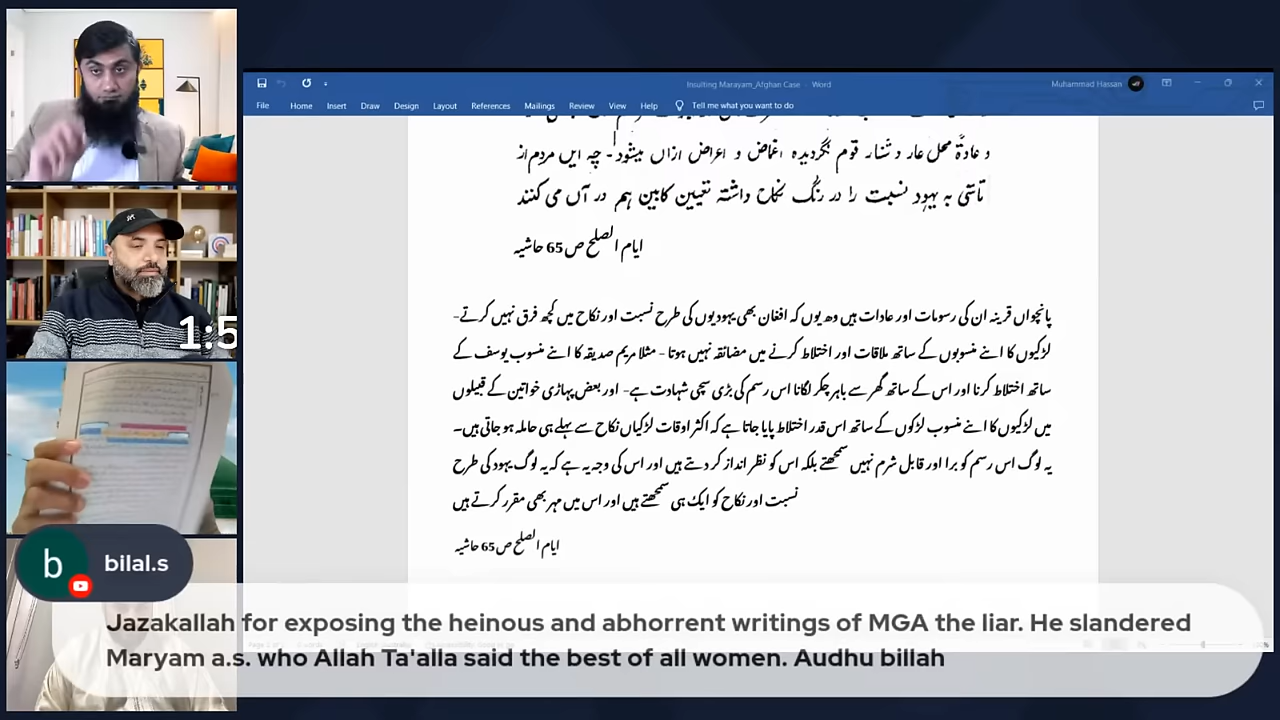 Insulting Marayam_Afghan Case - Word
Muhammad Hassan
File Home Insert Draw Design Layout References Mailings Review View Help Tell me what you want to do
و عادةً محل عار و شنار قوم نگردیده اغماض و اعراض ازاں میشود۔ چہ ایں مردم از
تاتی بہ یہود نسبت را در رنگ نکاح داشتہ تعیین کابین ہم در آں می کنند
ایام الصلح ص 65 حاشیہ
پانچواں قرینہ ان کی رسومات اور عادات ہیں وہ یوں کہ افغان بھی یہودیوں کی طرح نسبت اور نکاح میں کچھ فرق نہیں کرتے-
لڑکیوں کا اپنے منسوبوں کے ساتھ ملاقات اور اختلاط کرنے میں مضائقہ نہیں ہوتا - مثلا مریم صدیقہ کا اپنے منسوب یوسف کے
ساتھ اختلاط کرنا اور اس کے ساتھ گھر سے باہر چکر لگانا اس رسم کی بڑی سچی شہادت ہے- اور بعض پہاڑی خواتین کے قبیلوں
میں لڑکیوں کا اپنے منسوب لڑکوں کے ساتھ اس قدر اختلاط پایا جاتا ہے کہ اکثر اوقات لڑکیاں نکاح سے پہلے ہی حاملہ ہو جاتی ہیں۔
یہ لوگ اس رسم کو برا اور قابل شرم نہیں سمجھتے بلکہ اس کو نظر انداز کر دتے ہیں اور اس کی وجہ یہ ہے کہ یہ لوگ یہود کی طرح
نسبت اور نکاح کو ایک ہی سمجھتے ہیں اور اس میں مہر بھی مقرر کرتے ہیں
ایام الصلح ص 65 حاشیہ
1:5
b
bilal.s
Jazakallah for exposing the heinous and abhorrent writings of MGA the liar. He slandered
Maryam a.s. who Allah Ta'alla said the best of all women. Audhu billah